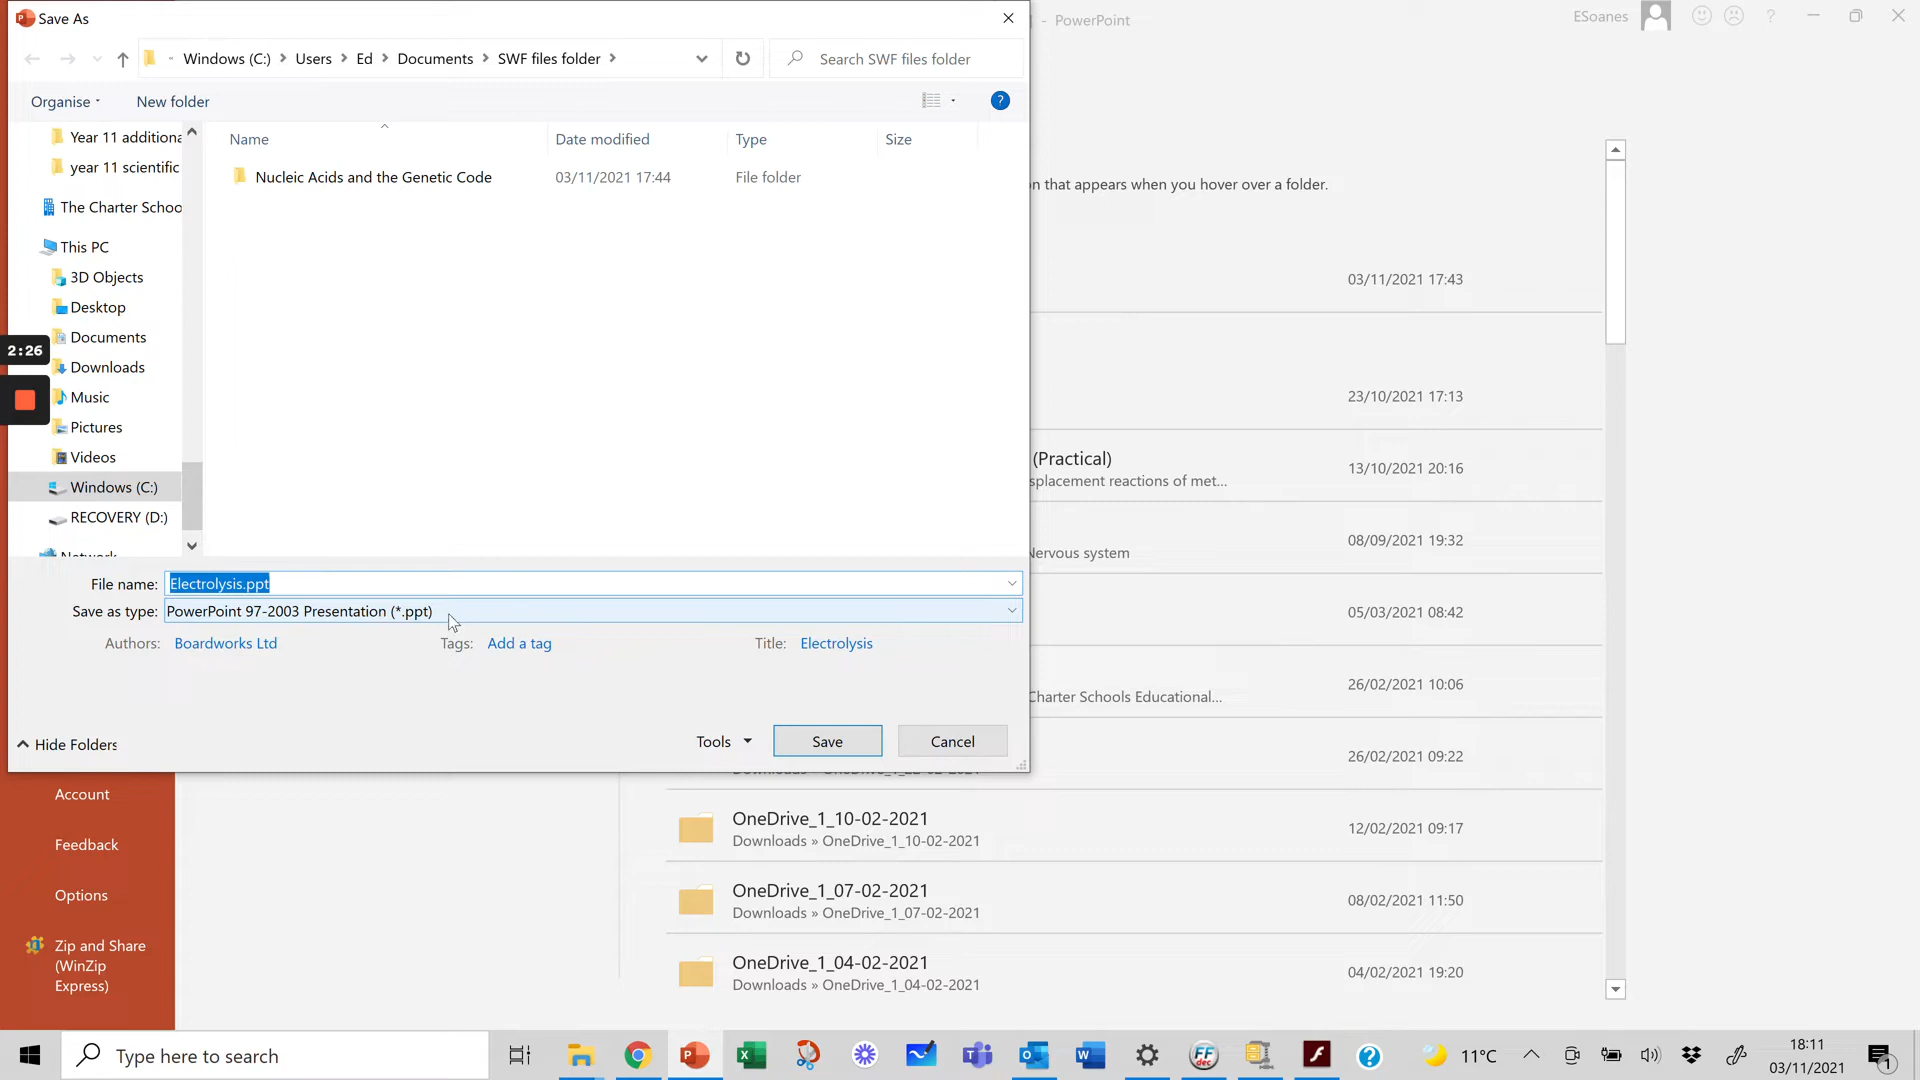 Save As
- PowerPoint
ESoanes
Windows (C:) > Users > Ed > Documents > SWF files folder >
Search SWF files folder
Organise
New folder
Name
Date modified
Type
Size
Year 11 additiona
year 11 scientific
The Charter Schoo
This PC
3D Objects
Desktop
Documents
Downloads
Music
Pictures
Videos
Windows (C:)
RECOVERY (D:)
Network
2:26
Nucleic Acids and the Genetic Code
03/11/2021 17:44
File folder
File name: Electrolysis.ppt
Save as type: PowerPoint 97-2003 Presentation (*.ppt)
Authors: Boardworks Ltd
Tags: Add a tag
Title: Electrolysis
Hide Folders
Tools
Save
Cancel
n that appears when you hover over a folder.
03/11/2021 17:43
23/10/2021 17:13
(Practical)
splacement reactions of met...
13/10/2021 20:16
Nervous system
08/09/2021 19:32
05/03/2021 08:42
Charter Schools Educational...
26/02/2021 10:06
26/02/2021 09:22
OneDrive_1_10-02-2021
Downloads » OneDrive_1_10-02-2021
12/02/2021 09:17
OneDrive_1_07-02-2021
Downloads » OneDrive_1_07-02-2021
08/02/2021 11:50
OneDrive_1_04-02-2021
Downloads » OneDrive_1_04-02-2021
04/02/2021 19:20
Account
Feedback
Options
Zip and Share
(WinZip
Express)
Type here to search
11°C
18:11
03/11/2021
1